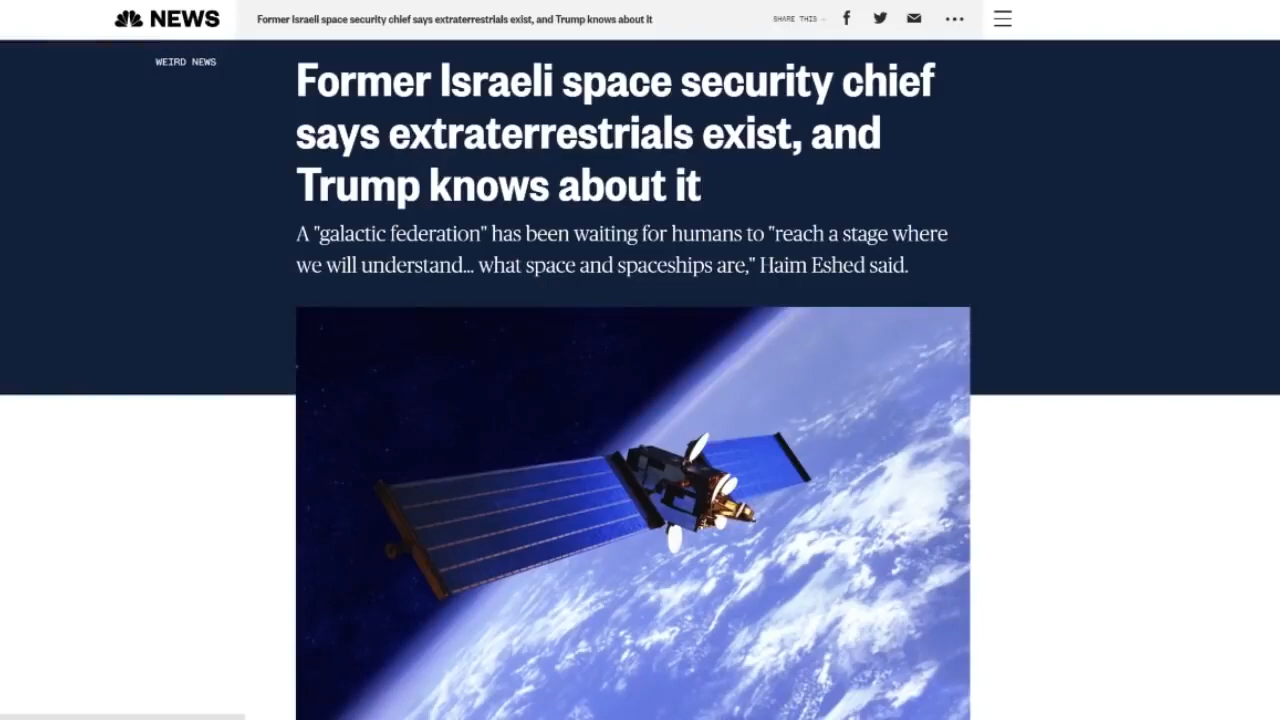 NEWS
Former Israeli space security chief says extraterrestrials exist, and Trump knows about it
SHARE THIS —
WEIRD NEWS
Former Israeli space security chief
says extraterrestrials exist, and
Trump knows about it
A "galactic federation" has been waiting for humans to "reach a stage where
we will understand... what space and spaceships are," Haim Eshed said.